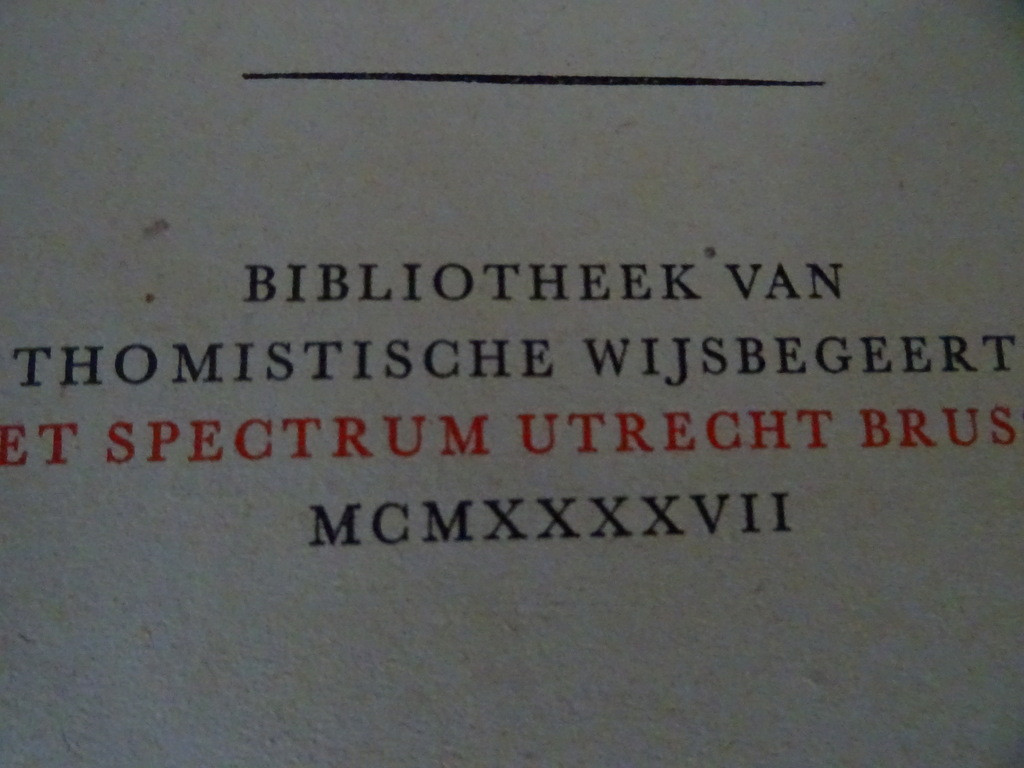 BIBLIOTHEEK VAN
THOMISTISCHE WIJSBEGEERT
ET SPECTRUM UTRECHT BRUS
MCMXXXXVII